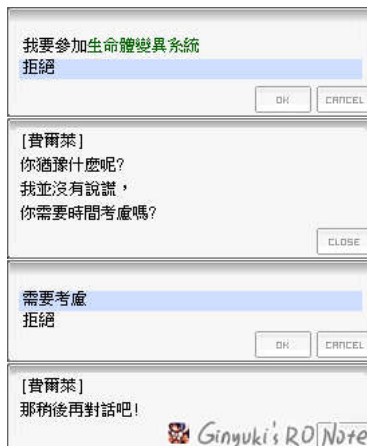 我要參加生命體變異系統
拒絕
OK
CANCEL
[費爾萊]
你猶豫什麼呢?
我並沒有說謊，
你需要時間考慮嗎?
CLOSE
需要考慮
拒絕
OK
CANCEL
[費爾萊]
那稍後再對話吧!
Ginyuki's RO Note